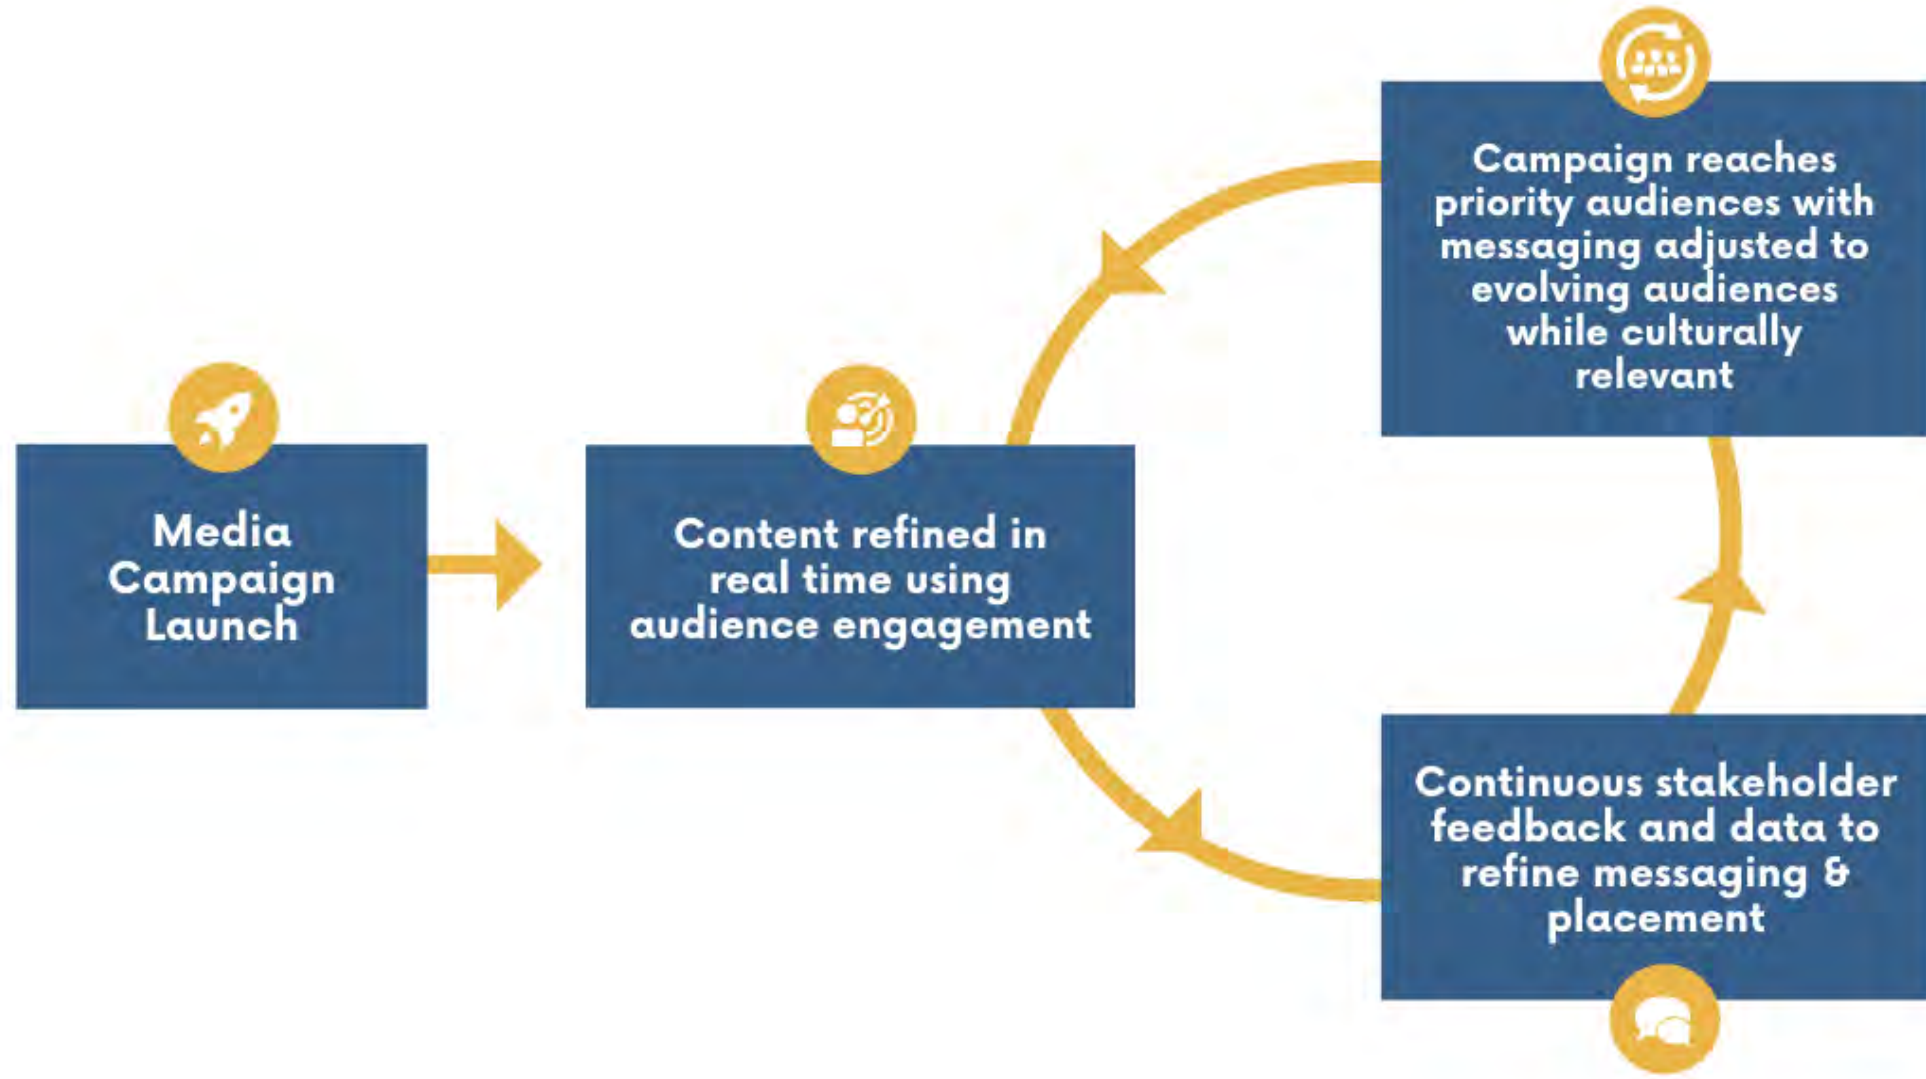 Media
Campaign
Launch
Content refined in
real time using
audience engagement
Campaign reaches
priority audiences with
messaging adjusted to
evolving audiences
while culturally
relevant
Continuous stakeholder
feedback and data to
refine messaging &
placement